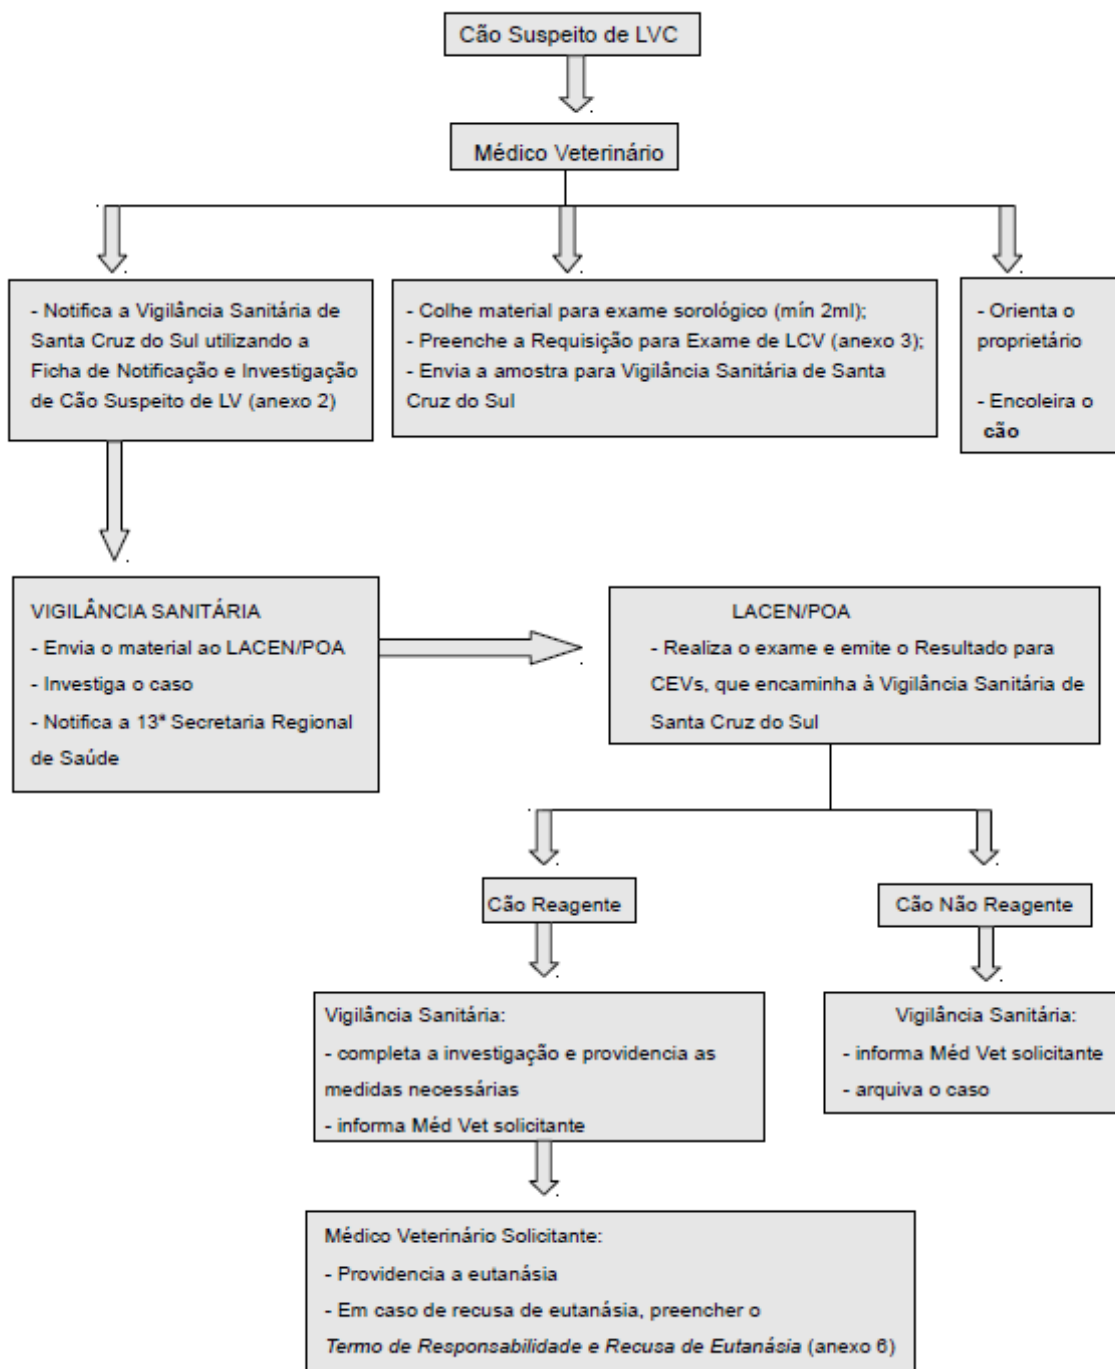 Cão Suspeito de LVC
Médico Veterinário
- Notifica a Vigilância Sanitária de
Santa Cruz do Sul utilizando a
Ficha de Notificação e Investigação
de Cão Suspeito de LV (anexo 2)
- Colhe material para exame sorológico (mín 2ml);
- Preenche a Requisição para Exame de LCV (anexo 3);
- Envia a amostra para Vigilância Sanitária de Santa
Cruz do Sul
- Orienta o
proprietário
- Encoleira o
cão
VIGILÂNCIA SANITÁRIA
- Envia o material ao LACEN/POA
- Investiga o caso
- Notifica a 13ª Secretaria Regional
de Saúde
LACEN/POA
- Realiza o exame e emite o Resultado para
CEVs, que encaminha à Vigilância Sanitária de
Santa Cruz do Sul
Cão Reagente
Cão Não Reagente
Vigilância Sanitária:
- completa a investigação e providencia as
medidas necessárias
- informa Méd Vet solicitante
Vigilância Sanitária:
- informa Méd Vet solicitante
- arquiva o caso
Médico Veterinário Solicitante:
- Providencia a eutanásia
- Em caso de recusa de eutanásia, preencher o
Termo de Responsabilidade e Recusa de Eutanásia (anexo 6)